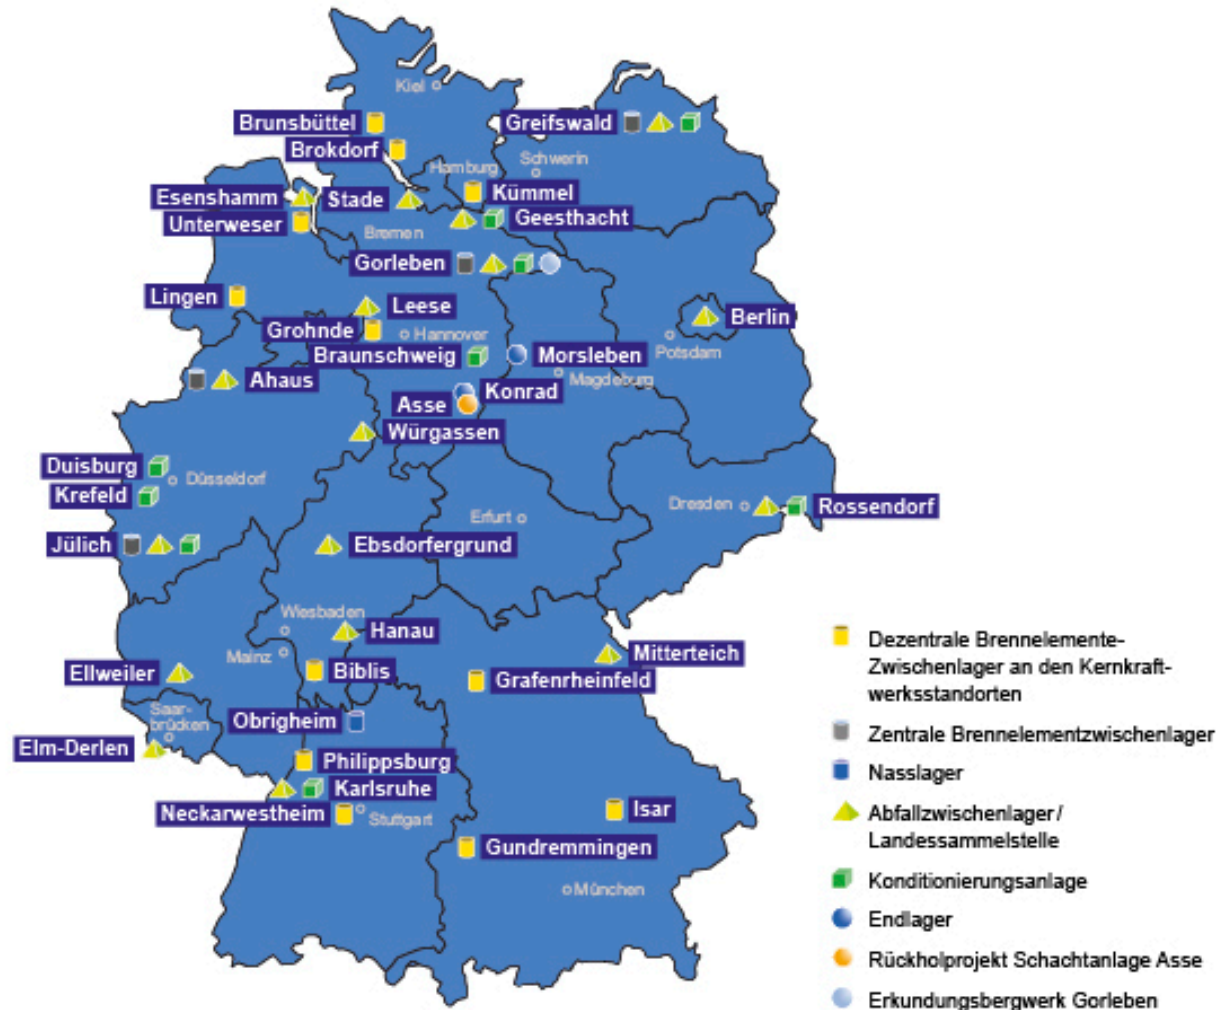 Kiel
Brunsbüttel
Greifswald
Brokdorf
Hamburg
Schwerin
Esenshamm
Stade
Kümmel
Unterweser
Geesthacht
Bremen
Gorleben
Lingen
Leese
Berlin
Grohnde
Hannover
Braunschweig
Morsleben
Potsdam
Ahaus
Magdeburg
Konrad
Asse
Würgassen
Duisburg
Düsseldorf
Krefeld
Dresden
Rossendorf
Erfurt
Jülich
Ebsdorfergrund
Wiesbaden
Hanau
Mainz
Mitterteich
Ellweiler
Biblis
Grafenrheinfeld
Saar-
brücken
Obrigheim
Elm-Derlen
Philippsburg
Karlsruhe
Neckarwestheim
Stuttgart
Isar
Gundremmingen
München
Dezentrale Brennelemente-
Zwischenlager an den Kernkraft-
werksstandorten
Zentrale Brennelementzwischenlager
Nasslager
Abfallzwischenlager/
Landessammelstelle
Konditionierungsanlage
Endlager
Rückholprojekt Schachtanlage Asse
Erkundungsbergwerk Gorleben